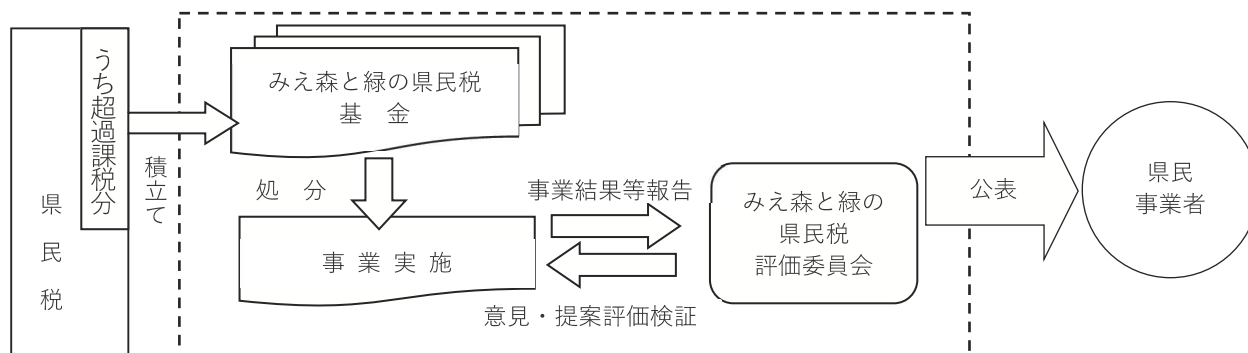 県民税
うち超過課税分
積立て
みえ森と緑の県民税
基　金
処　分
事業実施
事業結果等報告
意見・提案評価検証
みえ森と緑の
県民税
評価委員会
公表
県民
事業者